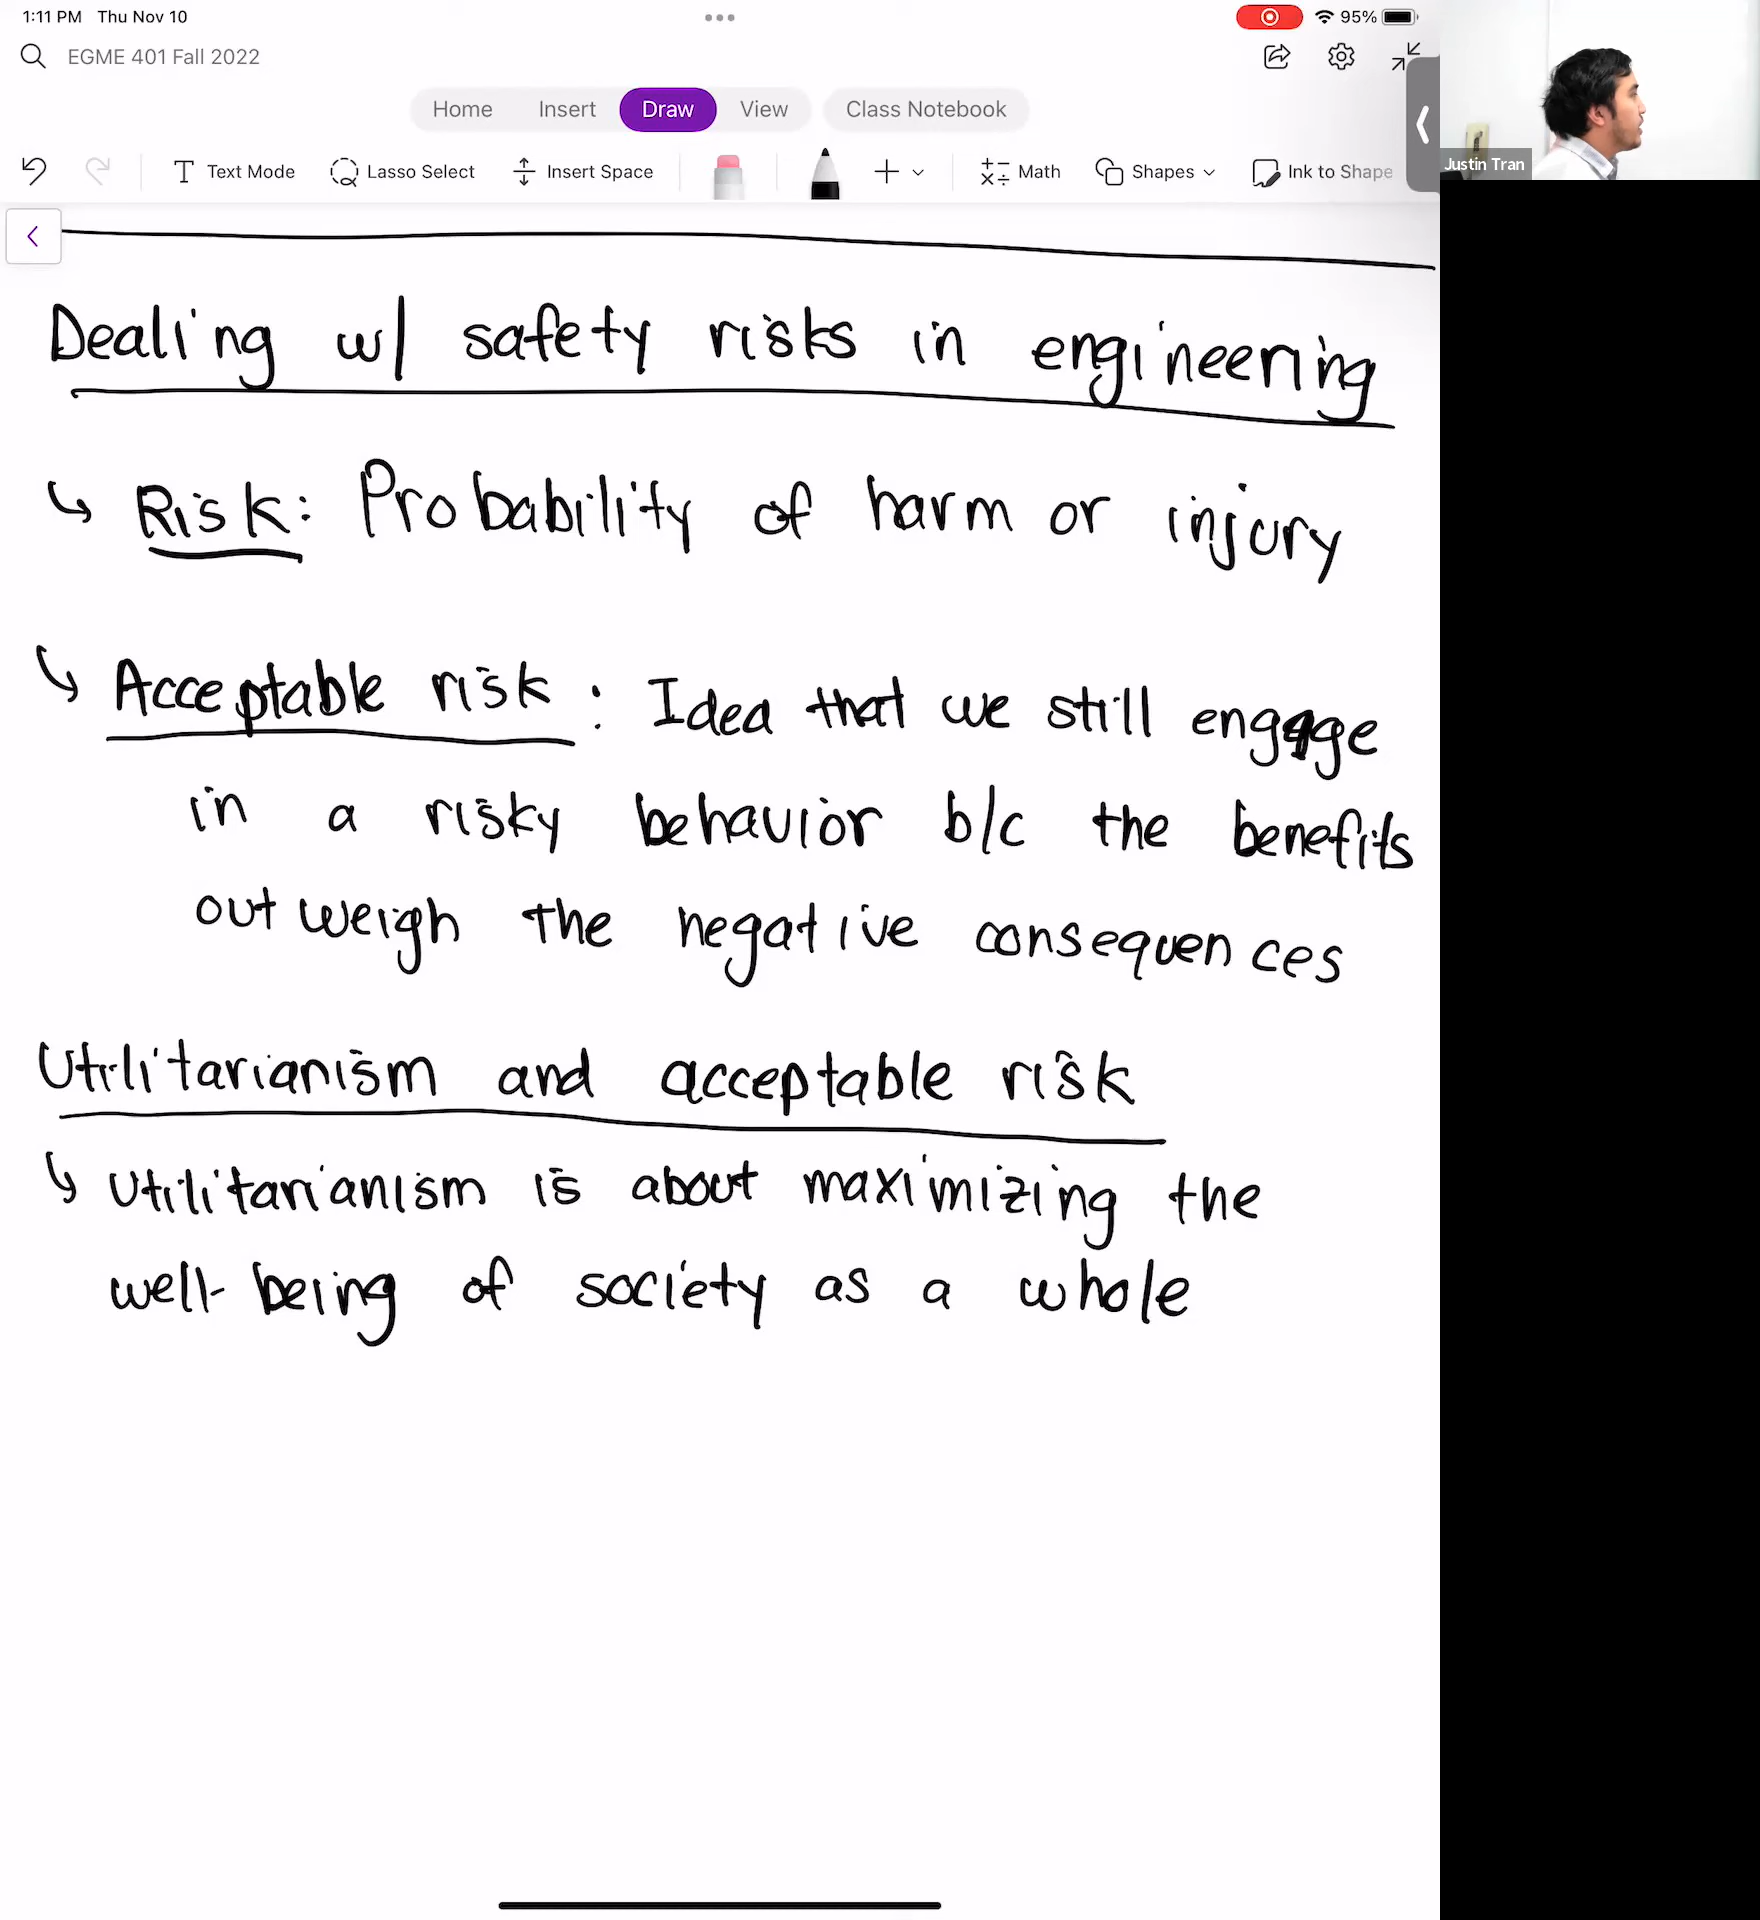 1:11 PM Thu Nov 10
95%
EGME 401 Fall 2022
Home Insert Draw View Class Notebook
Text Mode Lasso Select Insert Space Math Shapes Ink to Shape
Justin Tran
Dealing w/ safety risks in engineering
Risk: Probability of harm or injury
Acceptable risk: Idea that we still engage
in a risky behavior b/c the benefits
outweigh the negative consequences
Utilitarianism and acceptable risk
Utilitarianism is about maximizing the
well-being of society as a whole